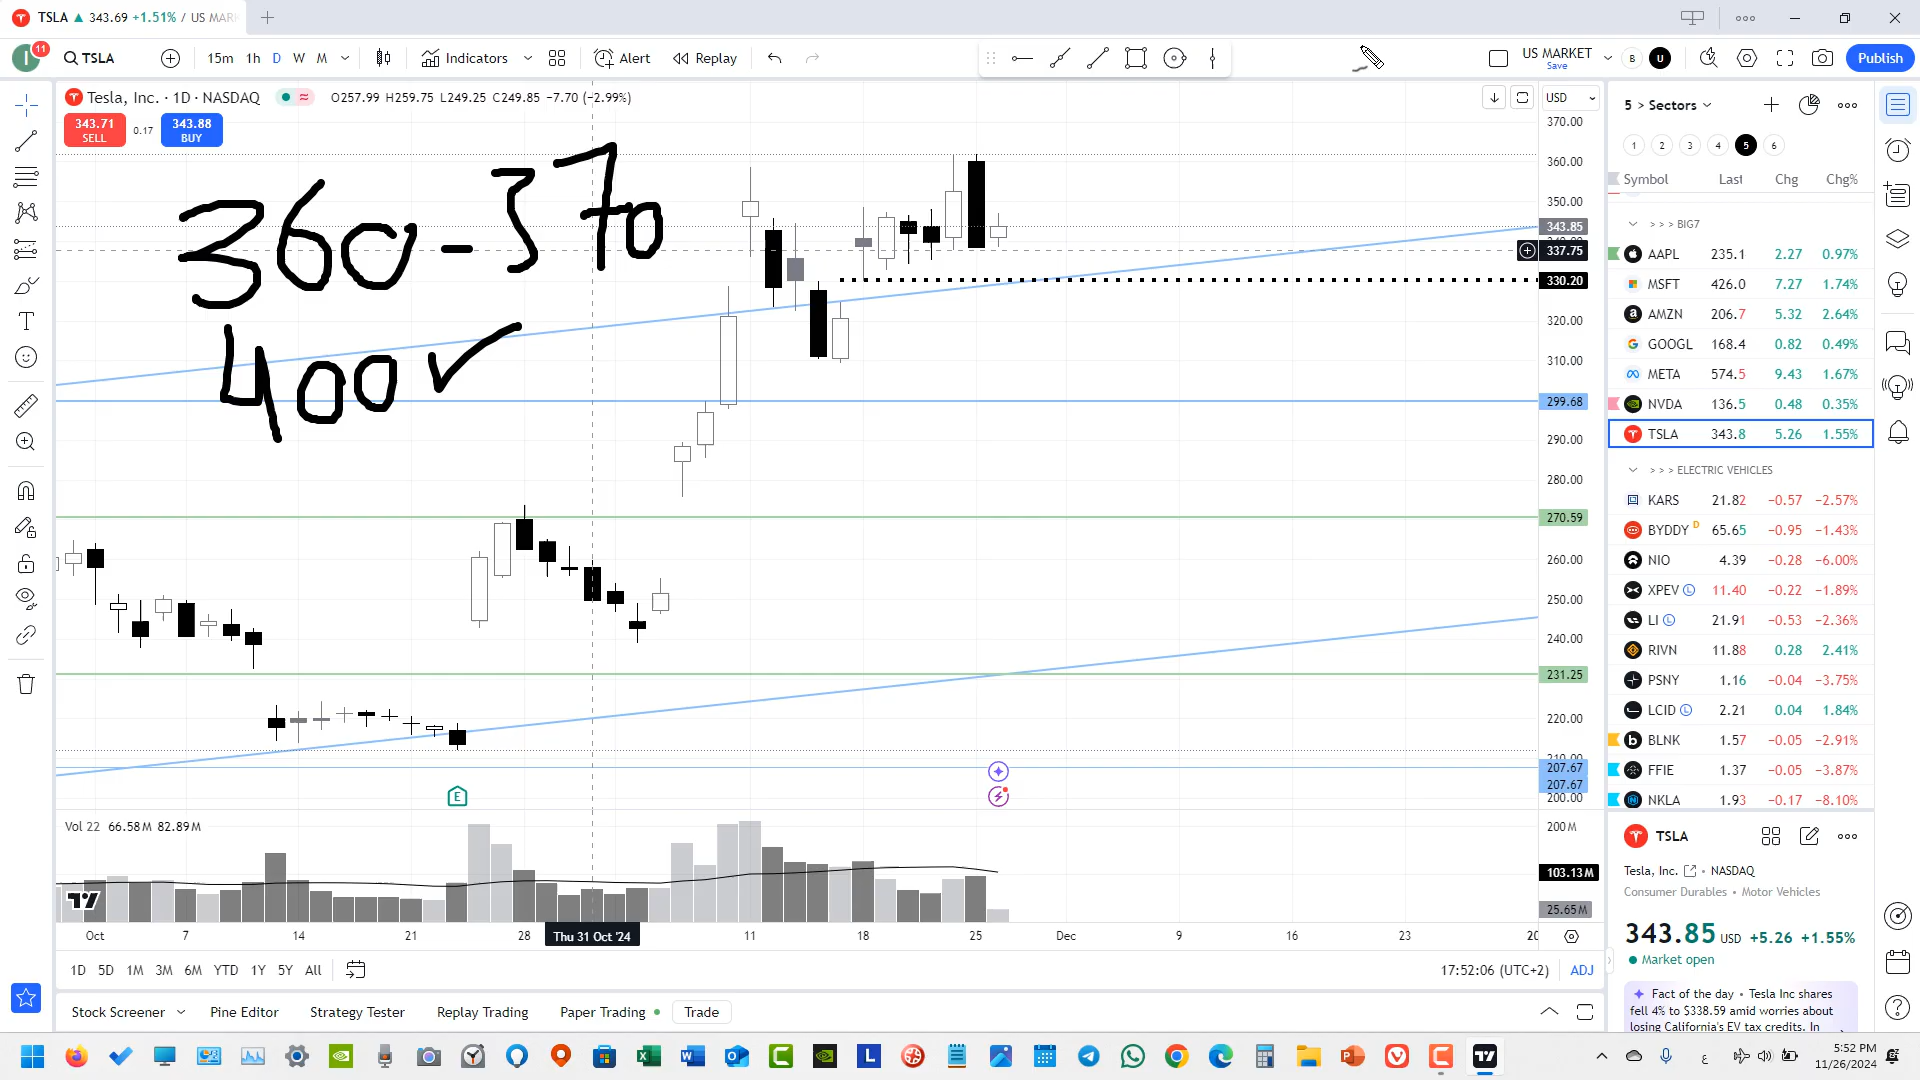 TSLA ▲ 343.69 +1.51% / US MAR
11
TSLA 15m 1h D W M Indicators Alert Replay US MARKET Save B U Publish
Tesla, Inc. · 1D · NASDAQ O257.99 H259.75 L249.25 C249.85 −7.70 (−2.99%)
343.71 SELL 0.17 343.88 BUY
360-370
400✓
USD
370.00
360.00
350.00
343.85
337.75
330.20
320.00
310.00
299.68
290.00
280.00
270.59
260.00
250.00
240.00
231.25
220.00
207.67
207.67
200.00
E
Vol 22 66.58M 82.89M
200M
103.13M
25.65M
Oct 7 14 21 28 Thu 31 Oct '24 11 18 25 Dec 9 16 23
1D 5D 1M 3M 6M YTD 1Y 5Y All 17:52:06 (UTC+2) ADJ
Stock Screener Pine Editor Strategy Tester Replay Trading Paper Trading Trade
5 > Sectors
1 2 3 4 5 6
Symbol Last Chg Chg%
> > > BIG7
AAPL 235.1 2.27 0.97%
MSFT 426.0 7.27 1.74%
AMZN 206.7 5.32 2.64%
GOOGL 168.4 0.82 0.49%
META 574.5 9.43 1.67%
NVDA 136.5 0.48 0.35%
TSLA 343.8 5.26 1.55%
> > > ELECTRIC VEHICLES
KARS 21.82 −0.57 −2.57%
BYDDY D 65.65 −0.95 −1.43%
NIO 4.39 −0.28 −6.00%
XPEV L 11.40 −0.22 −1.89%
LI L 21.91 −0.53 −2.36%
RIVN 11.88 0.28 2.41%
PSNY 1.16 −0.04 −3.75%
LCID L 2.21 0.04 1.84%
BLNK 1.57 −0.05 −2.91%
FFIE 1.37 −0.05 −3.87%
NKLA 1.93 −0.17 −8.10%
TSLA
Tesla, Inc. • NASDAQ
Consumer Durables • Motor Vehicles
343.85 USD +5.26 +1.55%
Market open
Fact of the day • Tesla Inc shares
fell 4% to $338.59 amid worries about
losing California's EV tax credits. In
5:52 PM
11/26/2024
ع